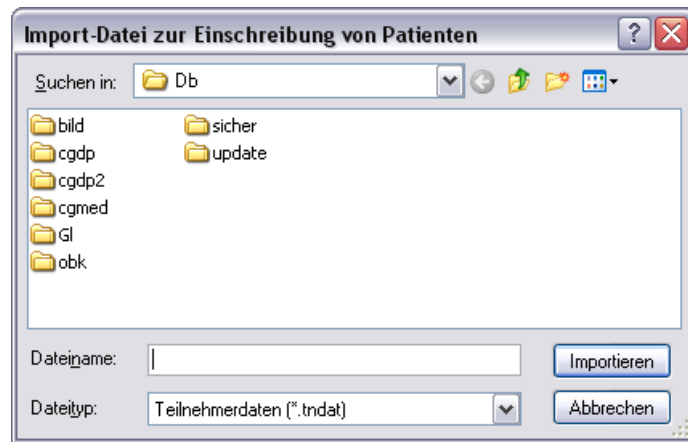 Import-Datei zur Einschreibung von Patienten
Suchen in: Db
bild sicher
cgdp update
cgdp2
cgmed
GI
obk
Dateiname: Importieren
Dateityp: Teilnehmerdaten (*.tndat) Abbrechen